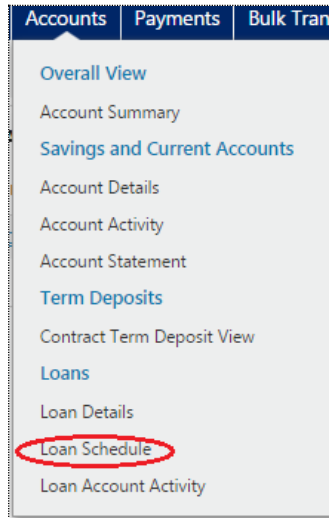 Accounts Payments Bulk Tran
Overall View
Account Summary
Savings and Current Accounts
Account Details
Account Activity
Account Statement
Term Deposits
Contract Term Deposit View
Loans
Loan Details
Loan Schedule
Loan Account Activity